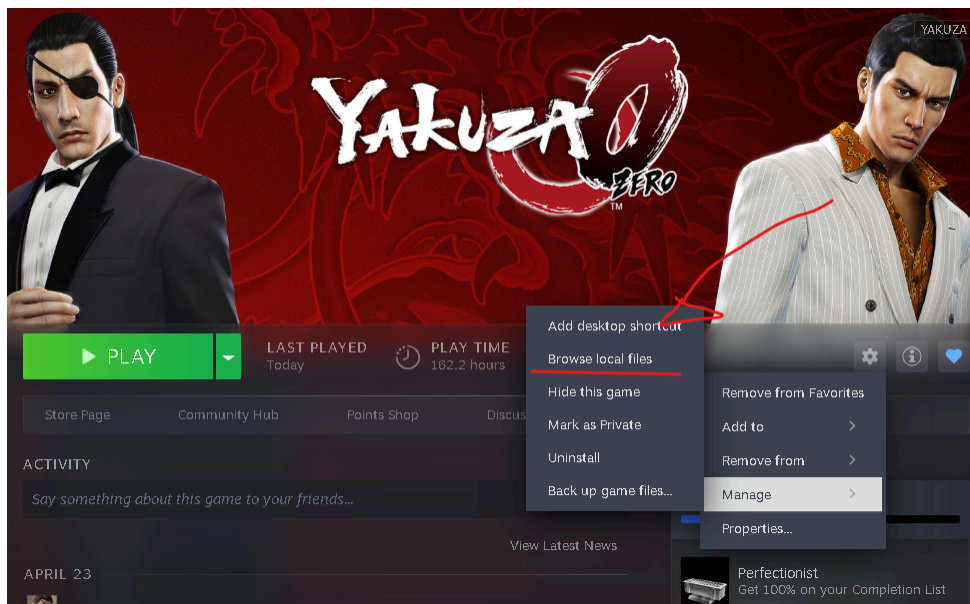 YAKUZA
YAKUZA 0
ZERO
TM
PLAY
LAST PLAYED
Today
PLAY TIME
162.2 hours
Add desktop shortcut
Browse local files
Hide this game
Mark as Private
Uninstall
Back up game files...
Remove from Favorites
Add to
Remove from
Manage
Properties...
Store Page
Community Hub
Points Shop
Discus
ACTIVITY
Say something about this game to your friends...
View Latest News
APRIL 23
Perfectionist
Get 100% on your Completion List